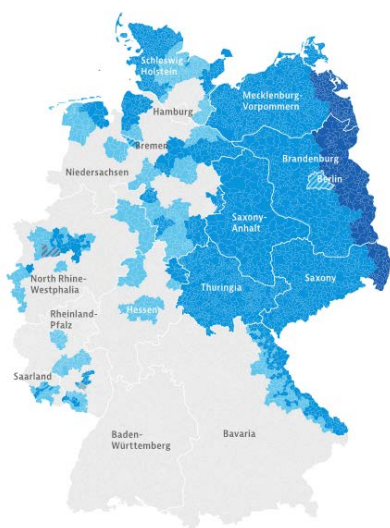 Schleswig-
Holstein
Mecklenburg-
Vorpommern
Hamburg
Bremen
Brandenburg
Berlin
Niedersachsen
Saxony-
Anhalt
North Rhine-
Westphalia
Hessen
Thuringia
Saxony
Rheinland-
Pfalz
Saarland
Baden-
Württemberg
Bavaria